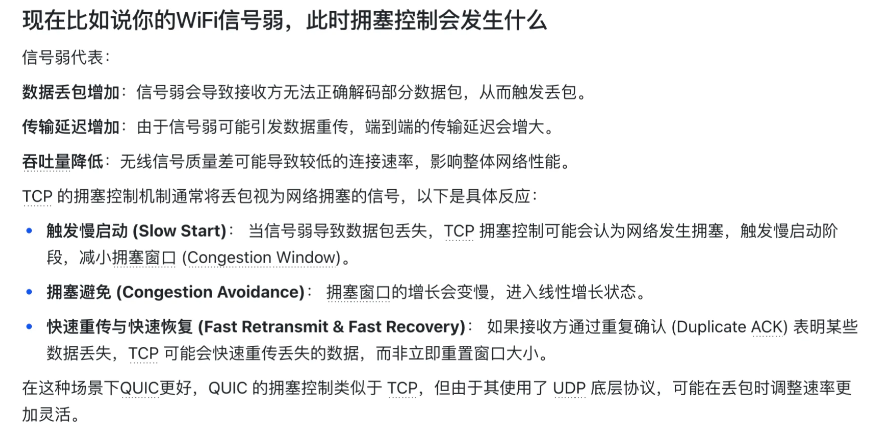 现在比如说你的WiFi信号弱，此时拥塞控制会发生什么
信号弱代表：
数据丢包增加：信号弱会导致接收方无法正确解码部分数据包，从而触发丢包。
传输延迟增加：由于信号弱可能引发数据重传，端到端的传输延迟会增大。
吞吐量降低：无线信号质量差可能导致较低的连接速率，影响整体网络性能。
TCP 的拥塞控制机制通常将丢包视为网络拥塞的信号，以下是具体反应：
• 触发慢启动 (Slow Start)： 当信号弱导致数据包丢失，TCP 拥塞控制可能会认为网络发生拥塞，触发慢启动阶
段，减小拥塞窗口 (Congestion Window)。
• 拥塞避免 (Congestion Avoidance)： 拥塞窗口的增长会变慢，进入线性增长状态。
• 快速重传与快速恢复 (Fast Retransmit & Fast Recovery)： 如果接收方通过重复确认 (Duplicate ACK) 表明某些
数据丢失，TCP 可能会快速重传丢失的数据，而非立即重置窗口大小。
在这种场景下QUIC更好，QUIC 的拥塞控制类似于 TCP，但由于其使用了 UDP 底层协议，可能在丢包时调整速率更
加灵活。